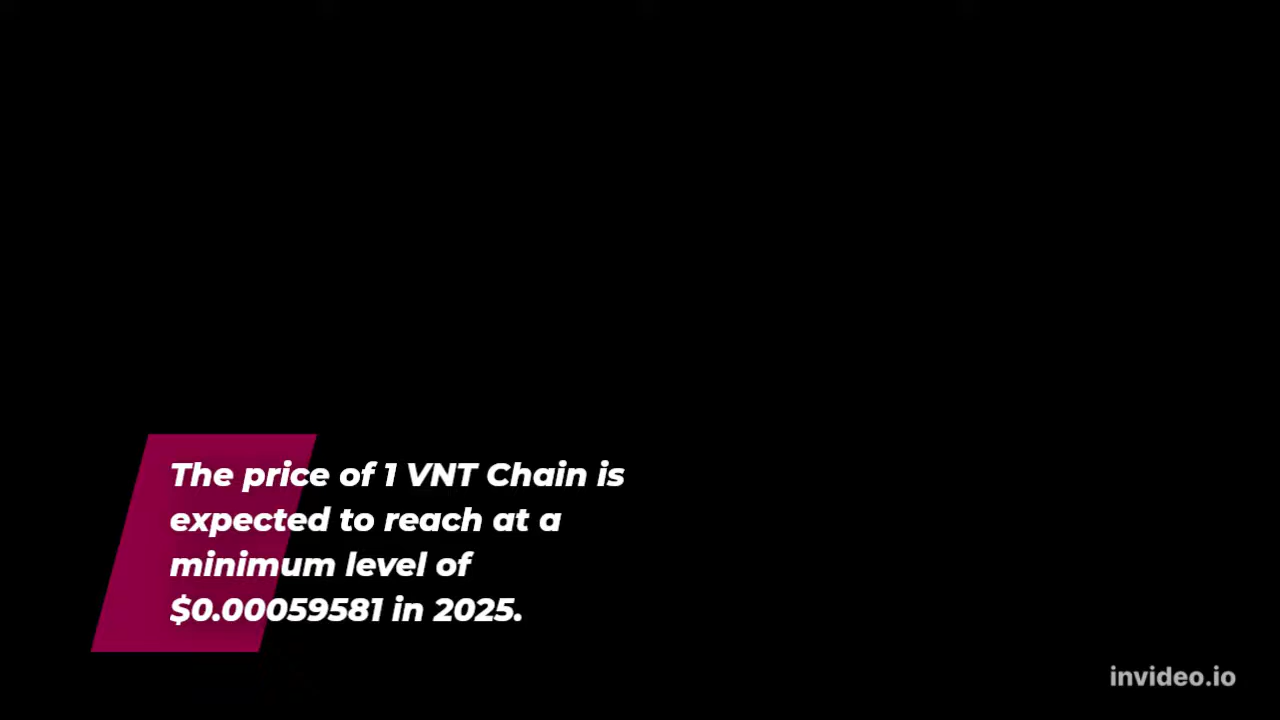 The price of 1 VNT Chain is
expected to reach at a
minimum level of
$0.00059581 in 2025.
invideo.io